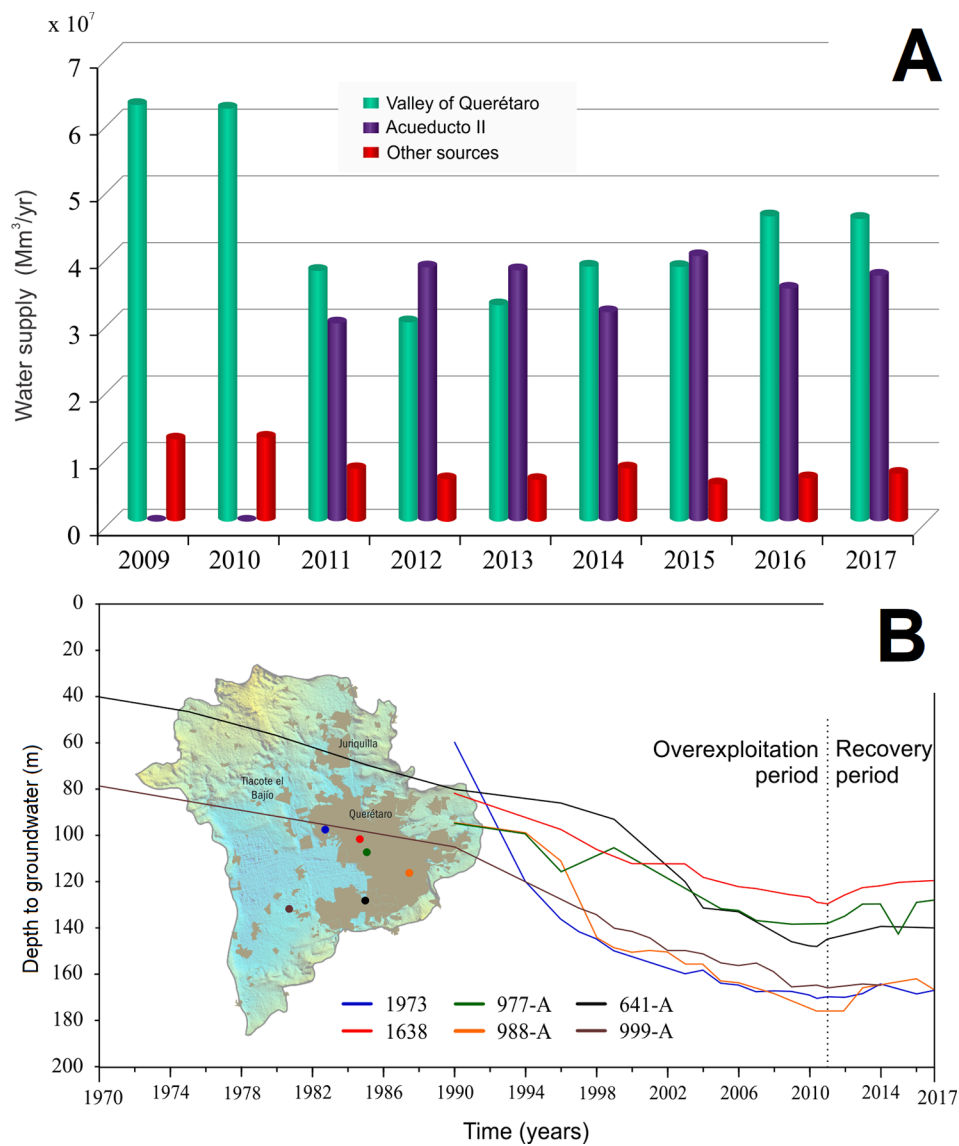 x 10⁷
A
7
6
5
4
3
2
1
0
Water supply (Mm³/yr)
Valley of Querétaro
Acueducto II
Other sources
2009 2010 2011 2012 2013 2014 2015 2016 2017
B
0
20
40
60
80
100
120
140
160
180
200
Depth to groundwater (m)
Juriquilla
Tlacote el
Bajío
Querétaro
Overexploitation
period
Recovery
period
1973 977-A 641-A
1638 988-A 999-A
1970 1974 1978 1982 1986 1990 1994 1998 2002 2006 2010 2014 2017
Time (years)